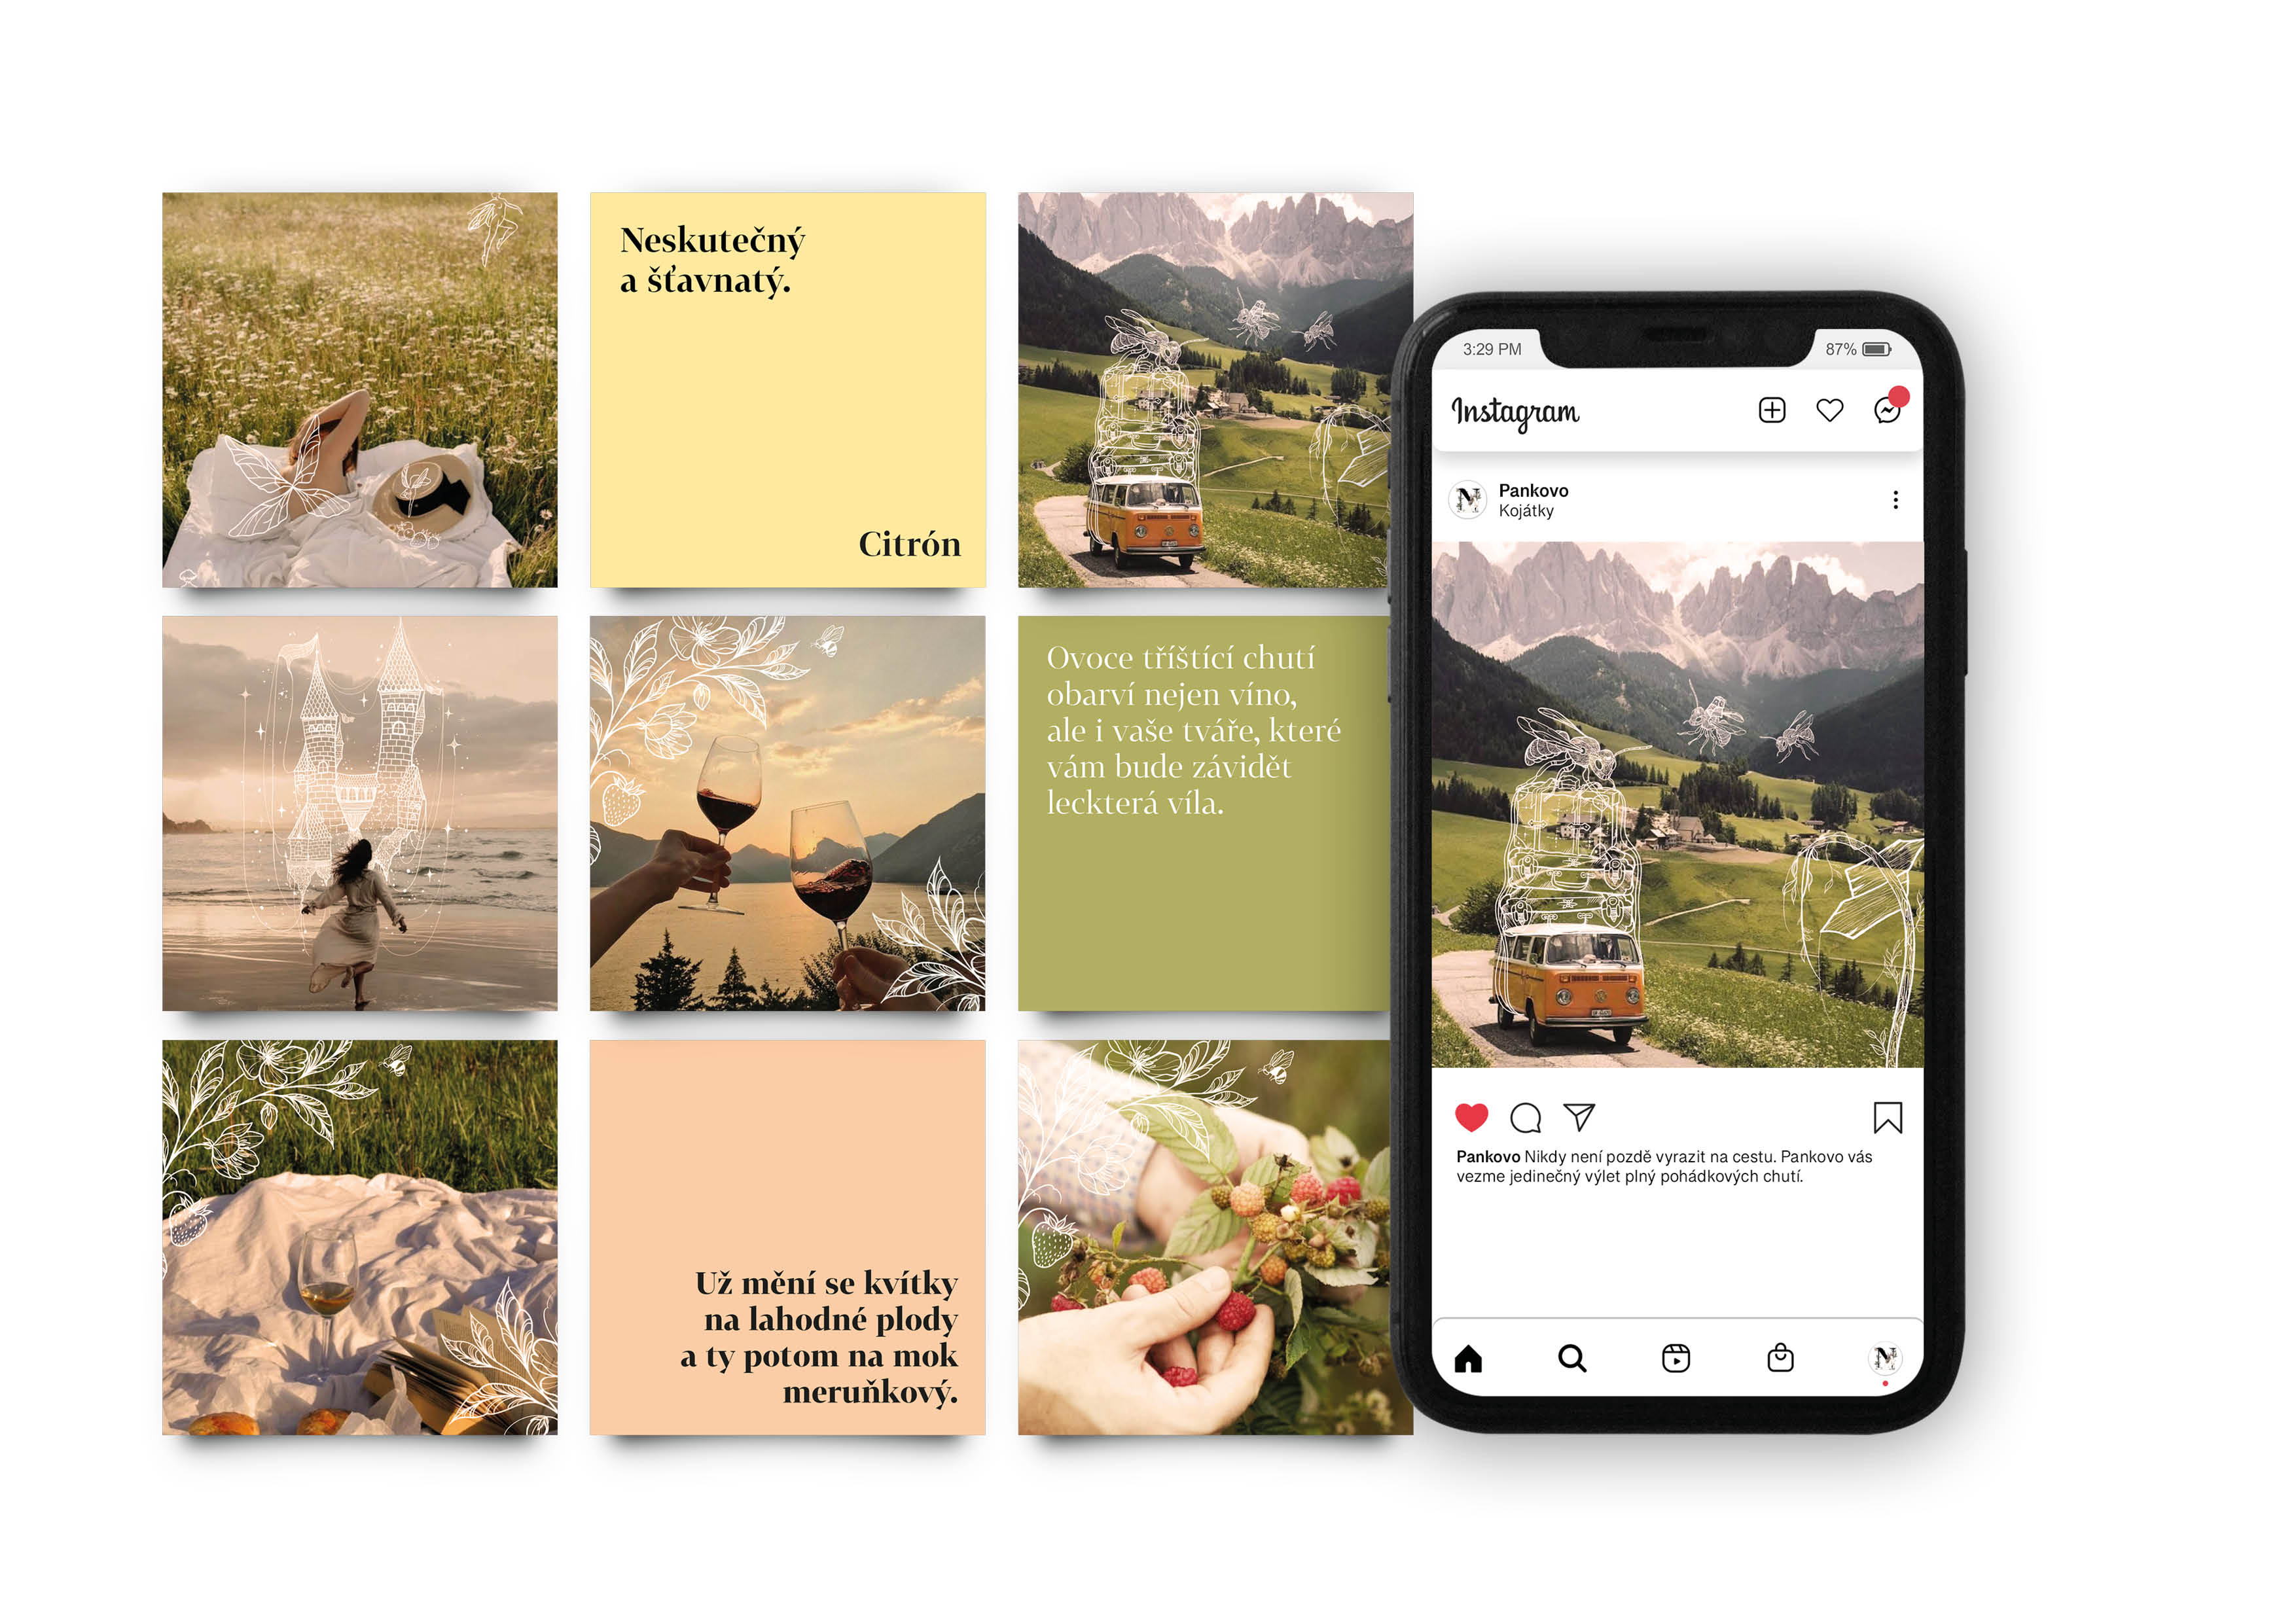 Neskutečný
a šťavnatý.
Citrón
Ovoce tříštící chutí
obarví nejen víno,
ale i vaše tváře, které
vám bude závidět
leckterá víla.
Už mění se kvítky
na lahodné plody
a ty potom na mok
meruňkový.
3:29 PM
87%
Instagram
Pankovo
Kojátky
Pankovo Nikdy není pozdě vyrazit na cestu. Pankovo vás
vezme jedinečný výlet plný pohádkových chutí.